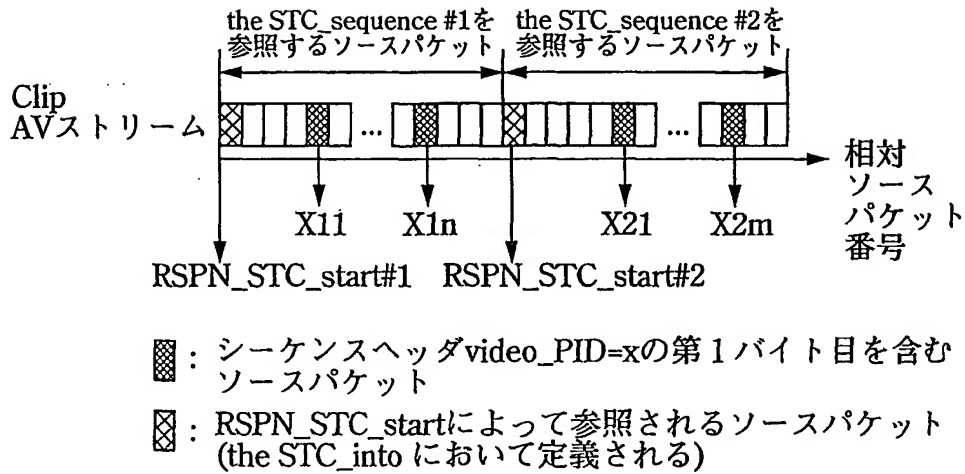 the STC_sequence #1を
参照するソースパケット
the STC_sequence #2を
参照するソースパケット
Clip
AVストリーム
...
...
相対
ソース
パケット
番号
X11
X1n
X21
X2m
RSPN_STC_start#1
RSPN_STC_start#2
: シーケンスヘッダvideo_PID=xの第1バイト目を含む
ソースパケット
: RSPN_STC_startによって参照されるソースパケット
(the STC_into において定義される)